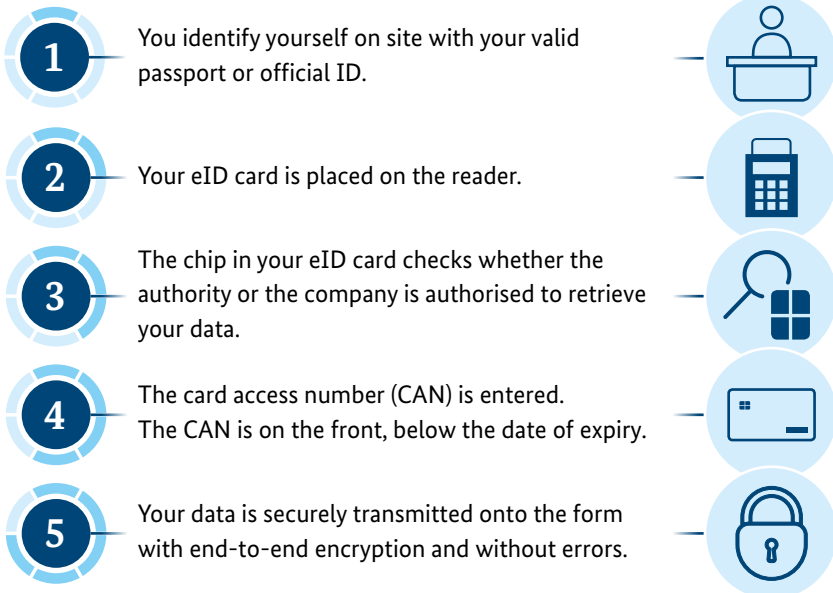 1
You identify yourself on site with your valid
passport or official ID.
2
Your eID card is placed on the reader.
3
The chip in your eID card checks whether the
authority or the company is authorised to retrieve
your data.
4
The card access number (CAN) is entered.
The CAN is on the front, below the date of expiry.
5
Your data is securely transmitted onto the form
with end-to-end encryption and without errors.